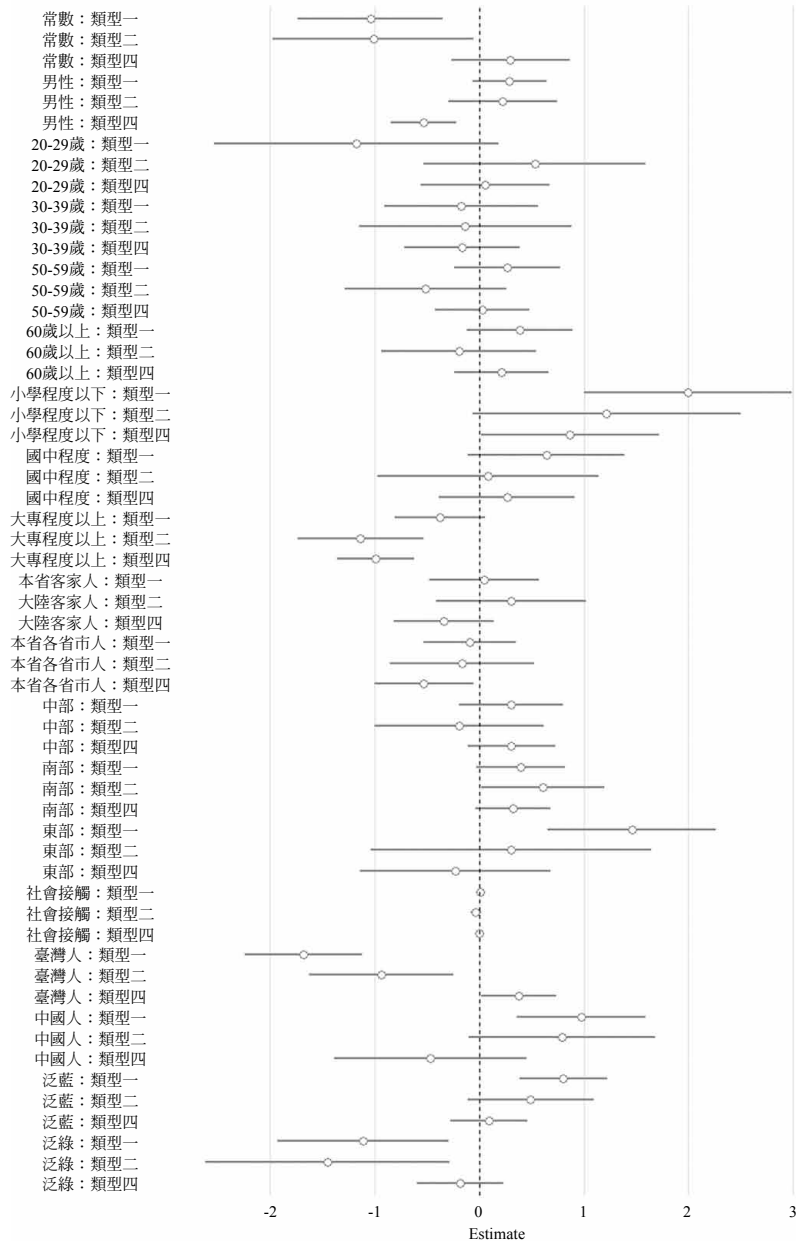 常數：類型一
常數：類型二
常數：類型四
男性：類型一
男性：類型二
男性：類型四
20-29歲：類型一
20-29歲：類型二
20-29歲：類型四
30-39歲：類型一
30-39歲：類型二
30-39歲：類型四
50-59歲：類型一
50-59歲：類型二
50-59歲：類型四
60歲以上：類型一
60歲以上：類型二
60歲以上：類型四
小學程度以下：類型一
小學程度以下：類型二
小學程度以下：類型四
國中程度：類型一
國中程度：類型二
國中程度：類型四
大專程度以上：類型一
大專程度以上：類型二
大專程度以上：類型四
本省客家人：類型一
大陸客家人：類型二
大陸客家人：類型四
本省各省市人：類型一
本省各省市人：類型二
本省各省市人：類型四
中部：類型一
中部：類型二
中部：類型四
南部：類型一
南部：類型二
南部：類型四
東部：類型一
東部：類型二
東部：類型四
社會接觸：類型一
社會接觸：類型二
社會接觸：類型四
臺灣人：類型一
臺灣人：類型二
臺灣人：類型四
中國人：類型一
中國人：類型二
中國人：類型四
泛藍：類型一
泛藍：類型二
泛藍：類型四
泛綠：類型一
泛綠：類型二
泛綠：類型四
-2 -1 0 1 2 3
Estimate